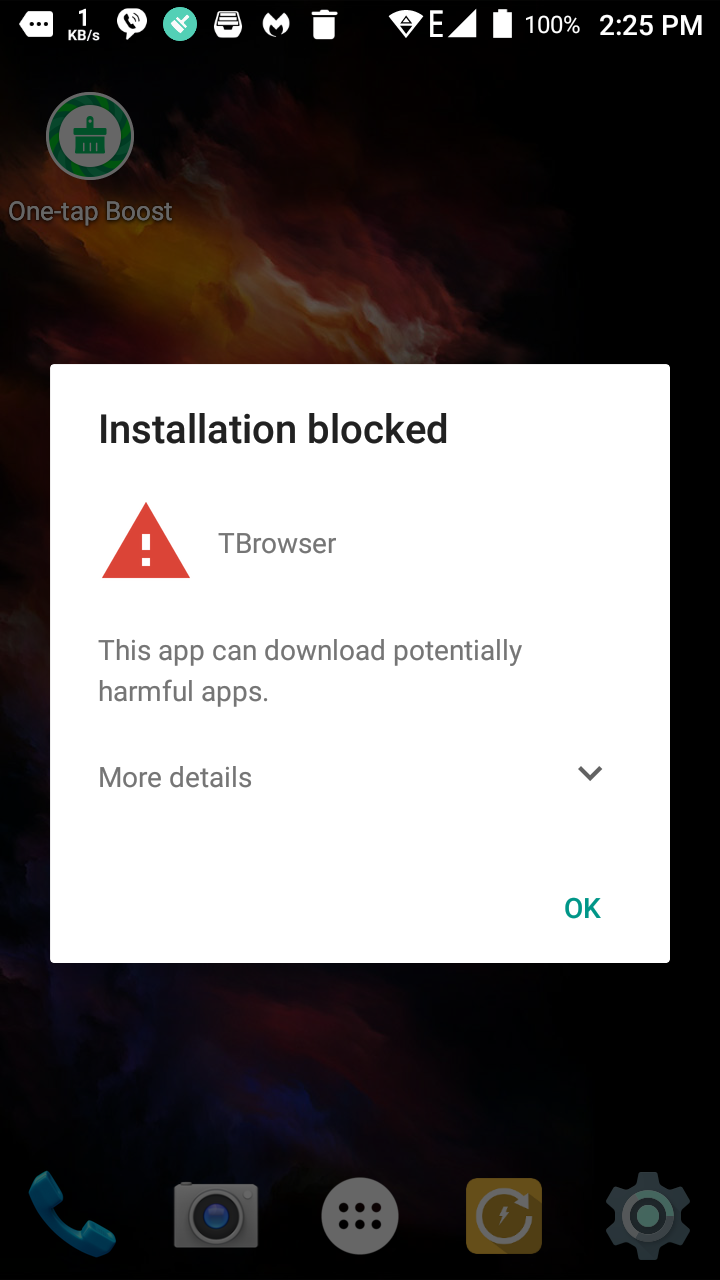 1
KB/s
E
100%
2:25 PM
One-tap Boost
Installation blocked
TBrowser
This app can download potentially
harmful apps.
More details
OK